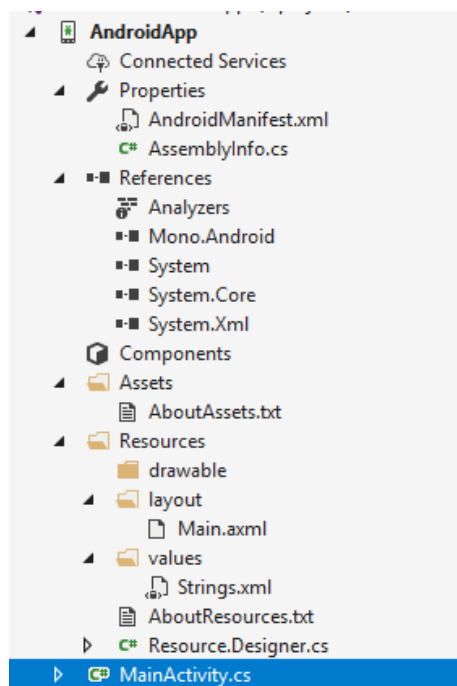 AndroidApp
Connected Services
Properties
AndroidManifest.xml
C# AssemblyInfo.cs
References
Analyzers
Mono.Android
System
System.Core
System.Xml
Components
Assets
AboutAssets.txt
Resources
drawable
layout
Main.axml
values
Strings.xml
AboutResources.txt
C# Resource.Designer.cs
C# MainActivity.cs